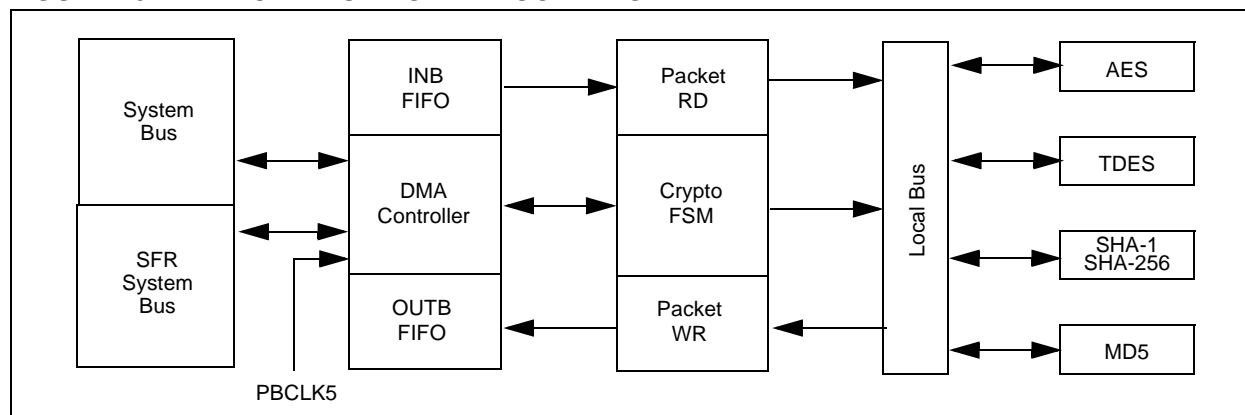 System
Bus
SFR
System
Bus
INB
FIFO
DMA
Controller
OUTB
FIFO
PBCLK5
Packet
RD
Crypto
FSM
Packet
WR
Local Bus
AES
TDES
SHA-1
SHA-256
MD5